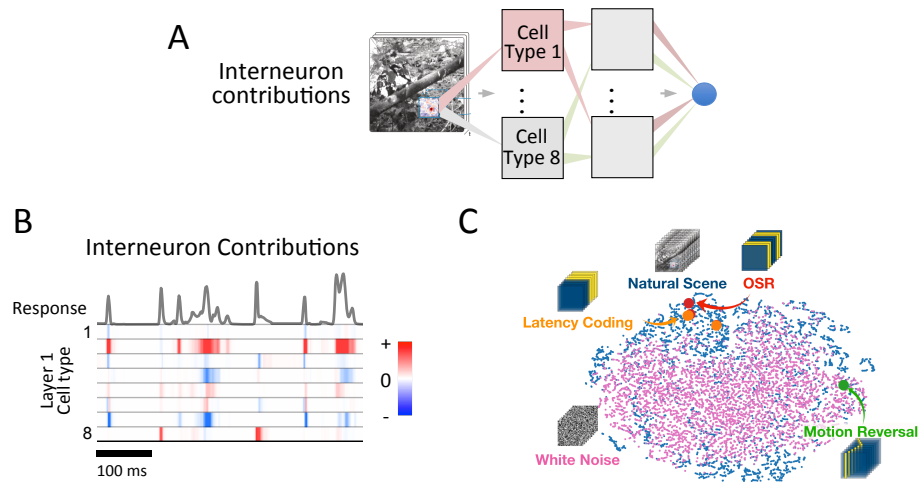 A
Interneuron
contributions
Cell
Type 1
Cell
Type 8
B
Interneuron Contributions
Response
1
Layer 1
Cell type
8
+
0
-
100 ms
C
Natural Scene
OSR
Latency Coding
White Noise
Motion Reversal